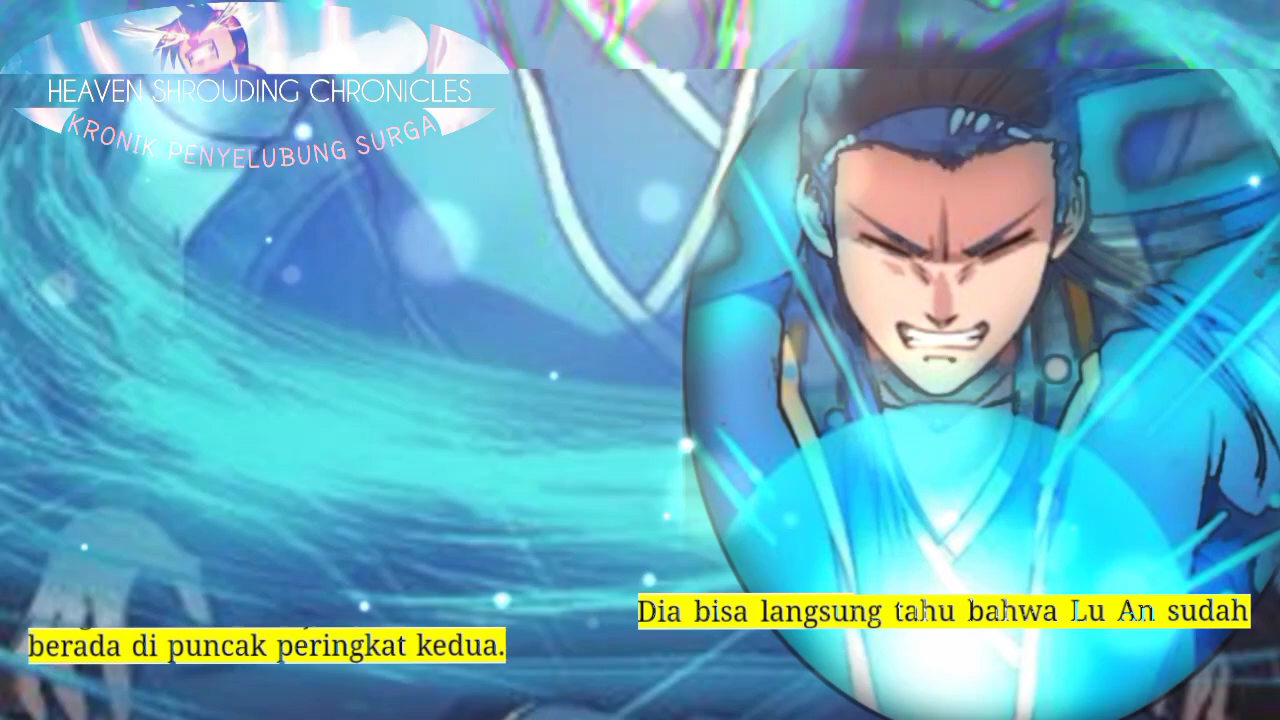 HEAVEN SHROUDING CHRONICLES
KRONIK PENYELUBUNG SURGA
Dia bisa langsung tahu bahwa Lu An sudah
berada di puncak peringkat kedua.